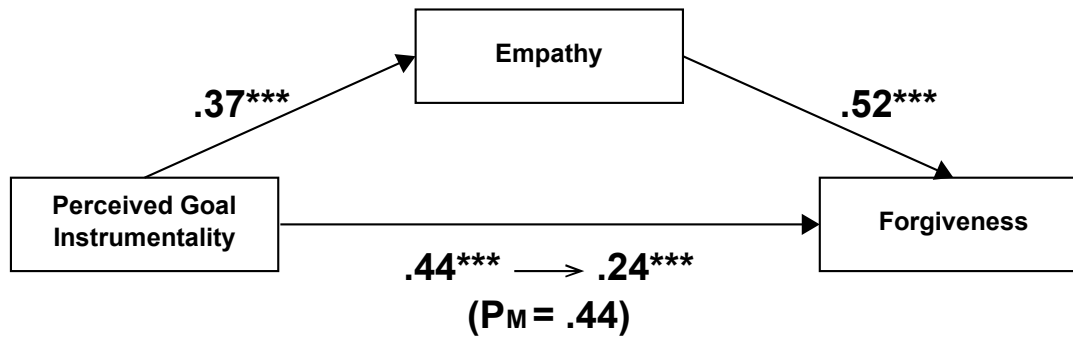 Empathy
.37***
.52***
Perceived Goal
Instrumentality
Forgiveness
.44*** → .24***
(PM = .44)